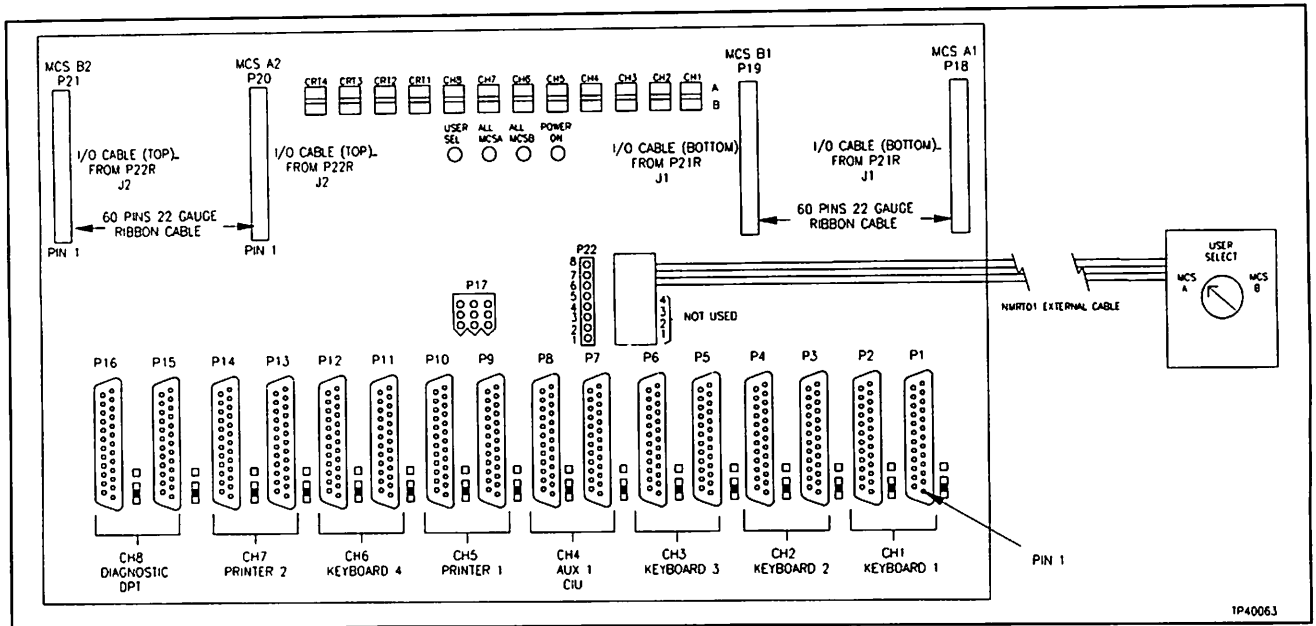 MCS B2
P21
MCS A2
P20
CRT4 CRT3 CRT2 CRT1 CH8 CH7 CH6 CH5 CH4 CH3 CH2 CH1
A
B
MCS B1
P19
MCS A1
P18
USER
SEL
ALL
MCSA
ALL
MCSB
POWER
ON
I/O CABLE (TOP)
FROM P22R
J2
I/O CABLE (TOP)
FROM P22R
J2
I/O CABLE (BOTTOM)
FROM P21R
J1
I/O CABLE (BOTTOM)
FROM P21R
J1
60 PINS 22 GAUGE
RIBBON CABLE
60 PINS 22 GAUGE
RIBBON CABLE
PIN 1
PIN 1
P22
8
7
6
5
4
3
2
1
4
3
2
1
NOT USED
NMRT01 EXTERNAL CABLE
USER
SELECT
MCS
A
MCS
B
P17
P16 P15 P14 P13 P12 P11 P10 P9 P8 P7 P6 P5 P4 P3 P2 P1
PIN 1
CH8
DIAGNOSTIC
DP1
CH7
PRINTER 2
CH6
KEYBOARD 4
CH5
PRINTER 1
CH4
AUX 1
CIU
CH3
KEYBOARD 3
CH2
KEYBOARD 2
CH1
KEYBOARD 1
TP40063